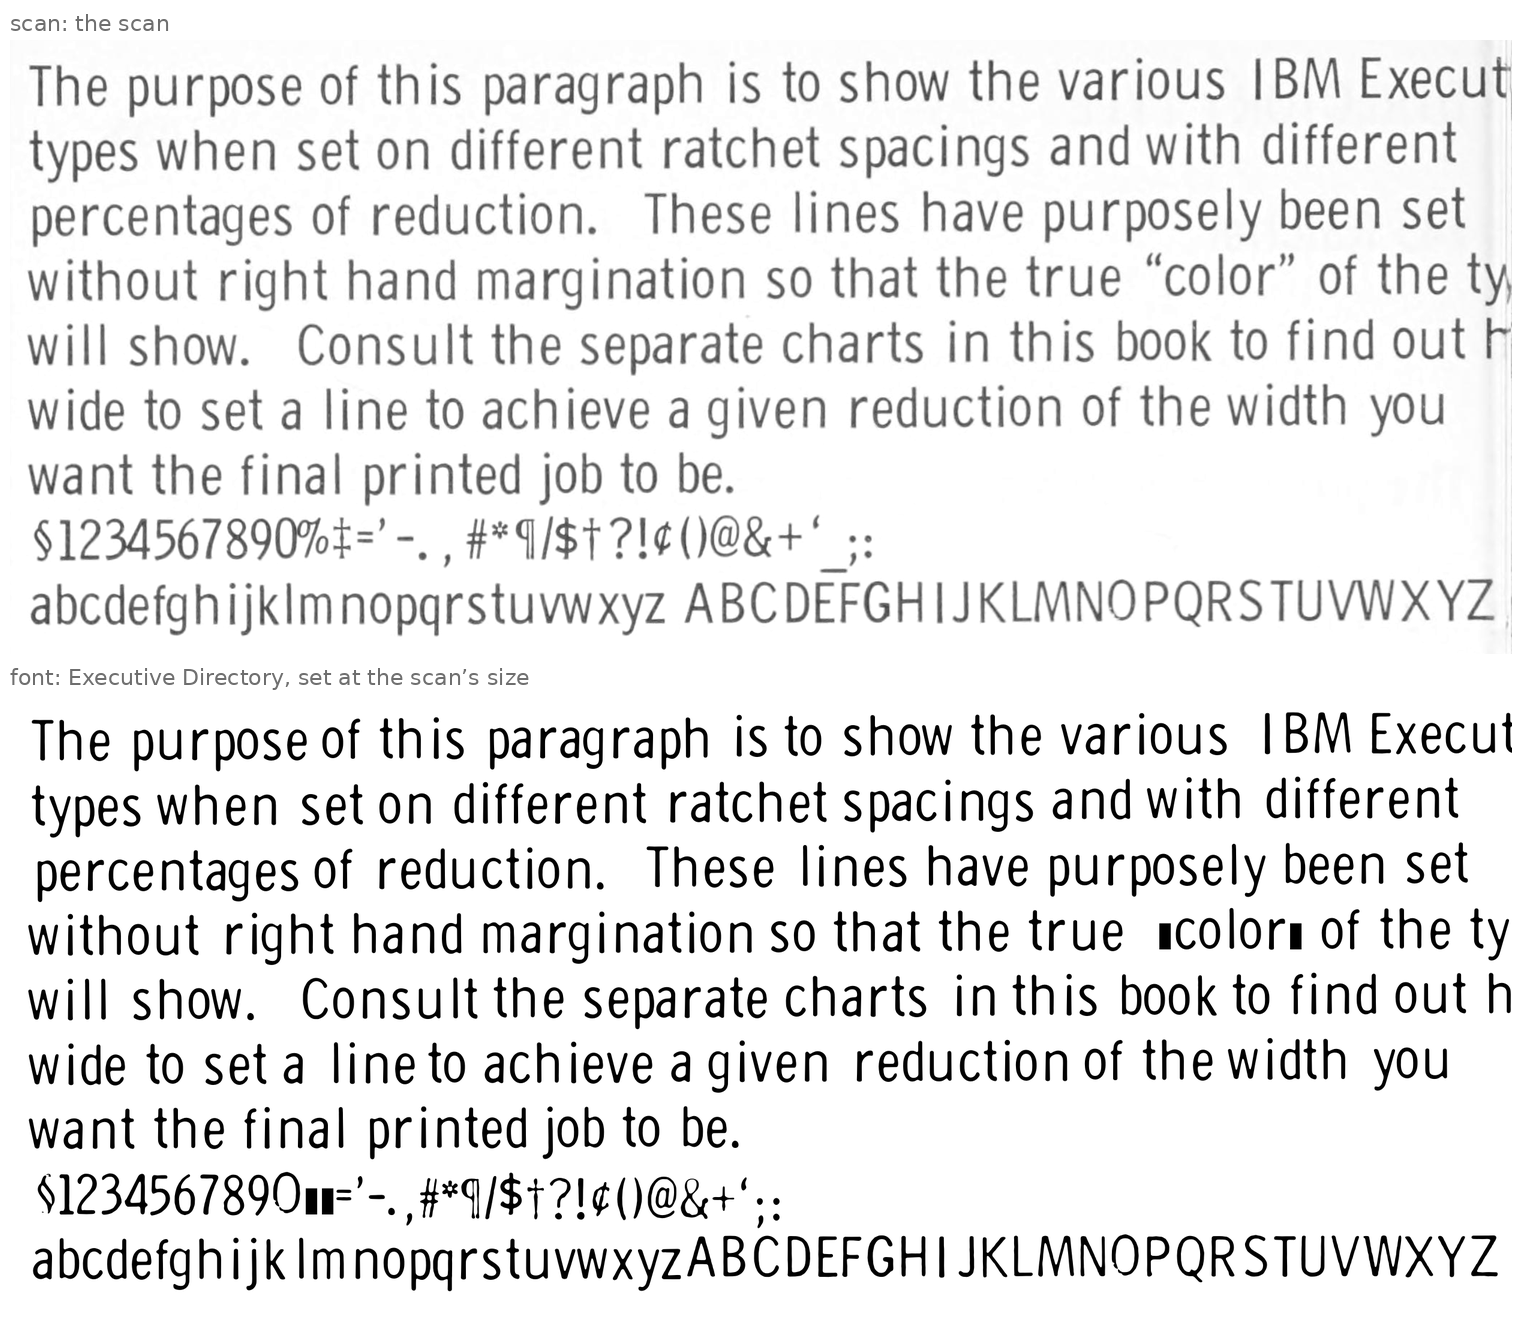 scan: the scan
The purpose of this paragraph is to show the various IBM Execut
types when set on different ratchet spacings and with different
percentages of reduction. These lines have purposely been set
without right hand margination so that the true “color” of the ty
will show. Consult the separate charts in this book to find out h
wide to set a line to achieve a given reduction of the width you
want the final printed job to be.
§1234567890%‡=’-., #*¶/$†?!¢()@&+‘_;:
abcdefghijklmnopqrstuvwxyz ABCDEFGHIJKLMNOPQRSTUVWXYZ
font: Executive Directory, set at the scan’s size
The purpose of this paragraph is to show the various IBM Execut
types when set on different ratchet spacings and with different
percentages of reduction. These lines have purposely been set
without right hand margination so that the true ▮color▮ of the ty
will show. Consult the separate charts in this book to find out h
wide to set a line to achieve a given reduction of the width you
want the final printed job to be.
§1234567890▮▮=’-.,#*¶/$†?!¢()@&+‘;:
abcdefghijklmnopqrstuvwxyzABCDEFGHIJKLMNOPQRSTUVWXYZ